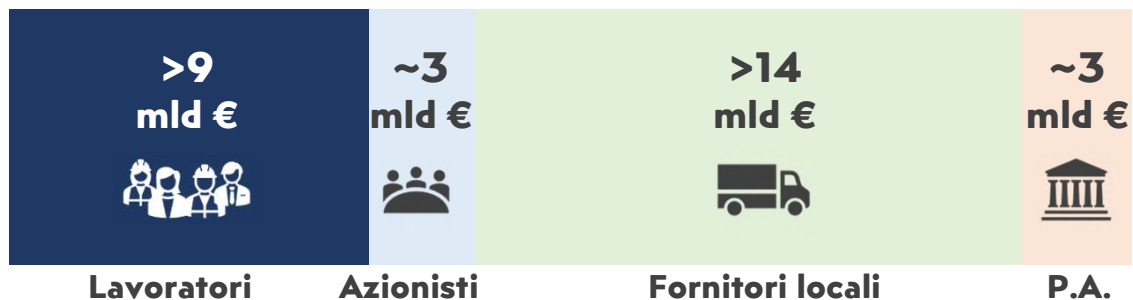 >9
mld €
~3
mld €
>14
mld €
~3
mld €
Lavoratori
Azionisti
Fornitori locali
P.A.